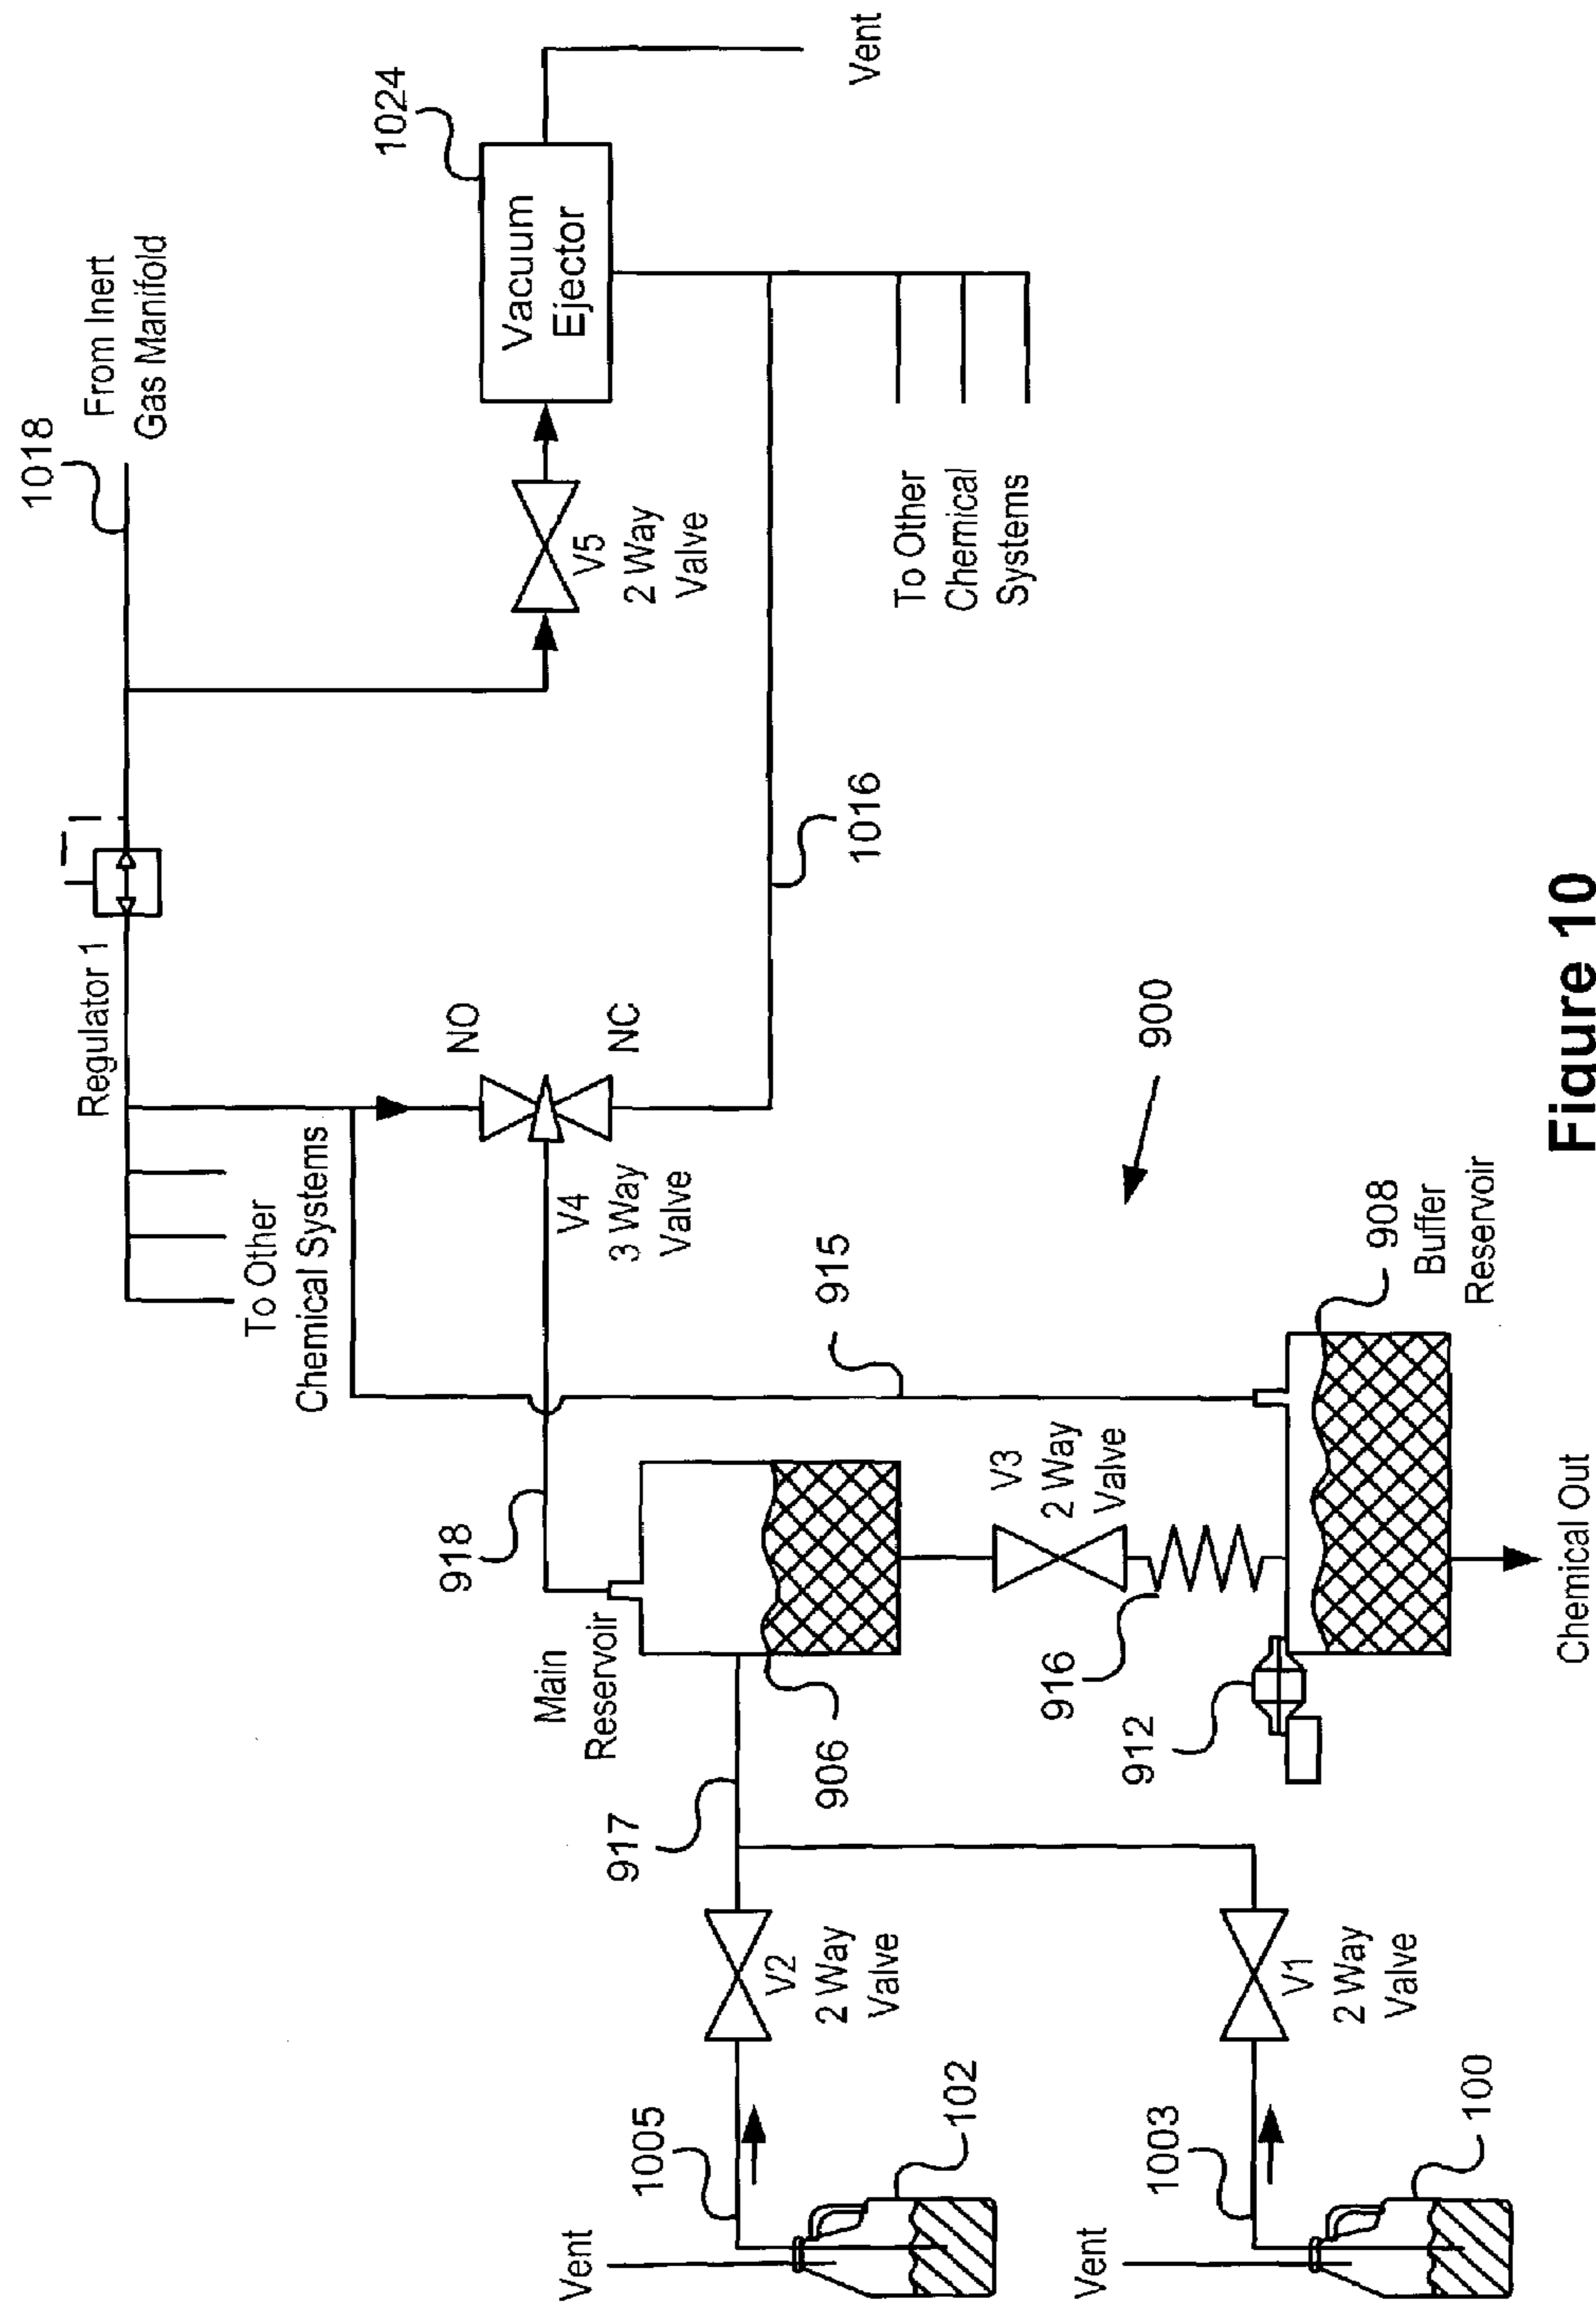 1018
From Inert
Gas Manifold
1024
Vacuum
Ejector
Vent
Regulator 1
V5
2 Way
Valve
To Other
Chemical Systems
NO
NC
V4
3 Way
Valve
1016
To Other
Chemical
Systems
918
Main
Reservoir
915
900
917
906
V3
2 Way
Valve
916
912
908
Buffer
Reservoir
Chemical Out
Vent
1005
V2
2 Way
Valve
102
Vent
1003
V1
2 Way
Valve
100
Figure 10